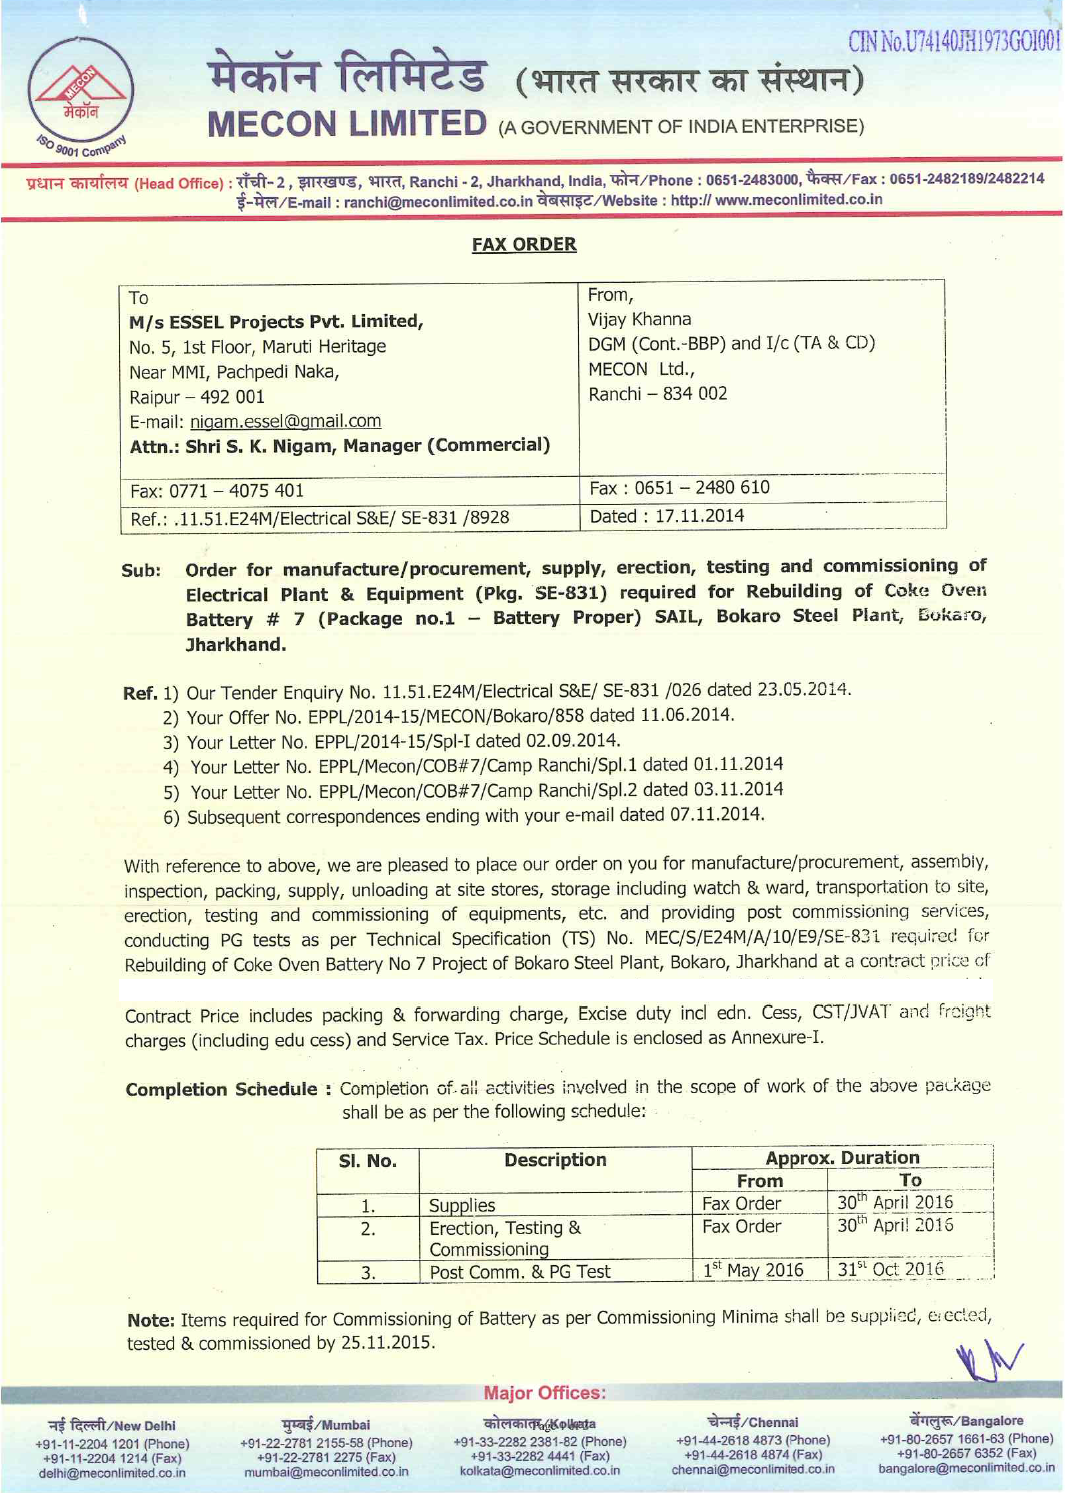 CIN No.U74140JH1973GOI001
MECON
मेकॉन
ISO 9001 Company
मेकॉन लिमिटेड (भारत सरकार का संस्थान)
MECON LIMITED (A GOVERNMENT OF INDIA ENTERPRISE)
प्रधान कार्यालय (Head Office) : राँची-2, झारखण्ड, भारत, Ranchi - 2, Jharkhand, India, फोन/Phone : 0651-2483000, फैक्स/Fax : 0651-2482189/2482214
ई-मेल/E-mail : ranchi@meconlimited.co.in वेबसाइट/Website : http:// www.meconlimited.co.in
FAX ORDER
To
M/s ESSEL Projects Pvt. Limited,
No. 5, 1st Floor, Maruti Heritage
Near MMI, Pachpedi Naka,
Raipur – 492 001
E-mail: nigam.essel@gmail.com
Attn.: Shri S. K. Nigam, Manager (Commercial)
From,
Vijay Khanna
DGM (Cont.-BBP) and I/c (TA & CD)
MECON Ltd.,
Ranchi – 834 002
Fax: 0771 – 4075 401
Fax : 0651 – 2480 610
Ref.: .11.51.E24M/Electrical S&E/ SE-831 /8928
Dated : 17.11.2014
Sub: Order for manufacture/procurement, supply, erection, testing and commissioning of
Electrical Plant & Equipment (Pkg. SE-831) required for Rebuilding of Coke Oven
Battery # 7 (Package no.1 – Battery Proper) SAIL, Bokaro Steel Plant, Bokaro,
Jharkhand.
Ref. 1) Our Tender Enquiry No. 11.51.E24M/Electrical S&E/ SE-831 /026 dated 23.05.2014.
2) Your Offer No. EPPL/2014-15/MECON/Bokaro/858 dated 11.06.2014.
3) Your Letter No. EPPL/2014-15/Spl-I dated 02.09.2014.
4) Your Letter No. EPPL/Mecon/COB#7/Camp Ranchi/Spl.1 dated 01.11.2014
5) Your Letter No. EPPL/Mecon/COB#7/Camp Ranchi/Spl.2 dated 03.11.2014
6) Subsequent correspondences ending with your e-mail dated 07.11.2014.
With reference to above, we are pleased to place our order on you for manufacture/procurement, assembly,
inspection, packing, supply, unloading at site stores, storage including watch & ward, transportation to site,
erection, testing and commissioning of equipments, etc. and providing post commissioning services,
conducting PG tests as per Technical Specification (TS) No. MEC/S/E24M/A/10/E9/SE-831 required for
Rebuilding of Coke Oven Battery No 7 Project of Bokaro Steel Plant, Bokaro, Jharkhand at a contract price of
Contract Price includes packing & forwarding charge, Excise duty incl edn. Cess, CST/JVAT and freight
charges (including edu cess) and Service Tax. Price Schedule is enclosed as Annexure-I.
Completion Schedule : Completion of all activities involved in the scope of work of the above package
shall be as per the following schedule:
Sl. No. Description Approx. Duration
From To
1. Supplies Fax Order 30th April 2016
2. Erection, Testing & Commissioning Fax Order 30th April 2016
3. Post Comm. & PG Test 1st May 2016 31st Oct 2016
Note: Items required for Commissioning of Battery as per Commissioning Minima shall be supplied, erected,
tested & commissioned by 25.11.2015.
Major Offices:
नई दिल्ली/New Delhi
+91-11-2204 1201 (Phone)
+91-11-2204 1214 (Fax)
delhi@meconlimited.co.in
मुम्बई/Mumbai
+91-22-2781 2155-58 (Phone)
+91-22-2781 2275 (Fax)
mumbai@meconlimited.co.in
कोलकाता/Kolkata
+91-33-2282 2381-82 (Phone)
+91-33-2282 4441 (Fax)
kolkata@meconlimited.co.in
चेन्नई/Chennai
+91-44-2618 4873 (Phone)
+91-44-2618 4874 (Fax)
chennai@meconlimited.co.in
बेंगलुरू/Bangalore
+91-80-2657 1661-63 (Phone)
+91-80-2657 6352 (Fax)
bangalore@meconlimited.co.in